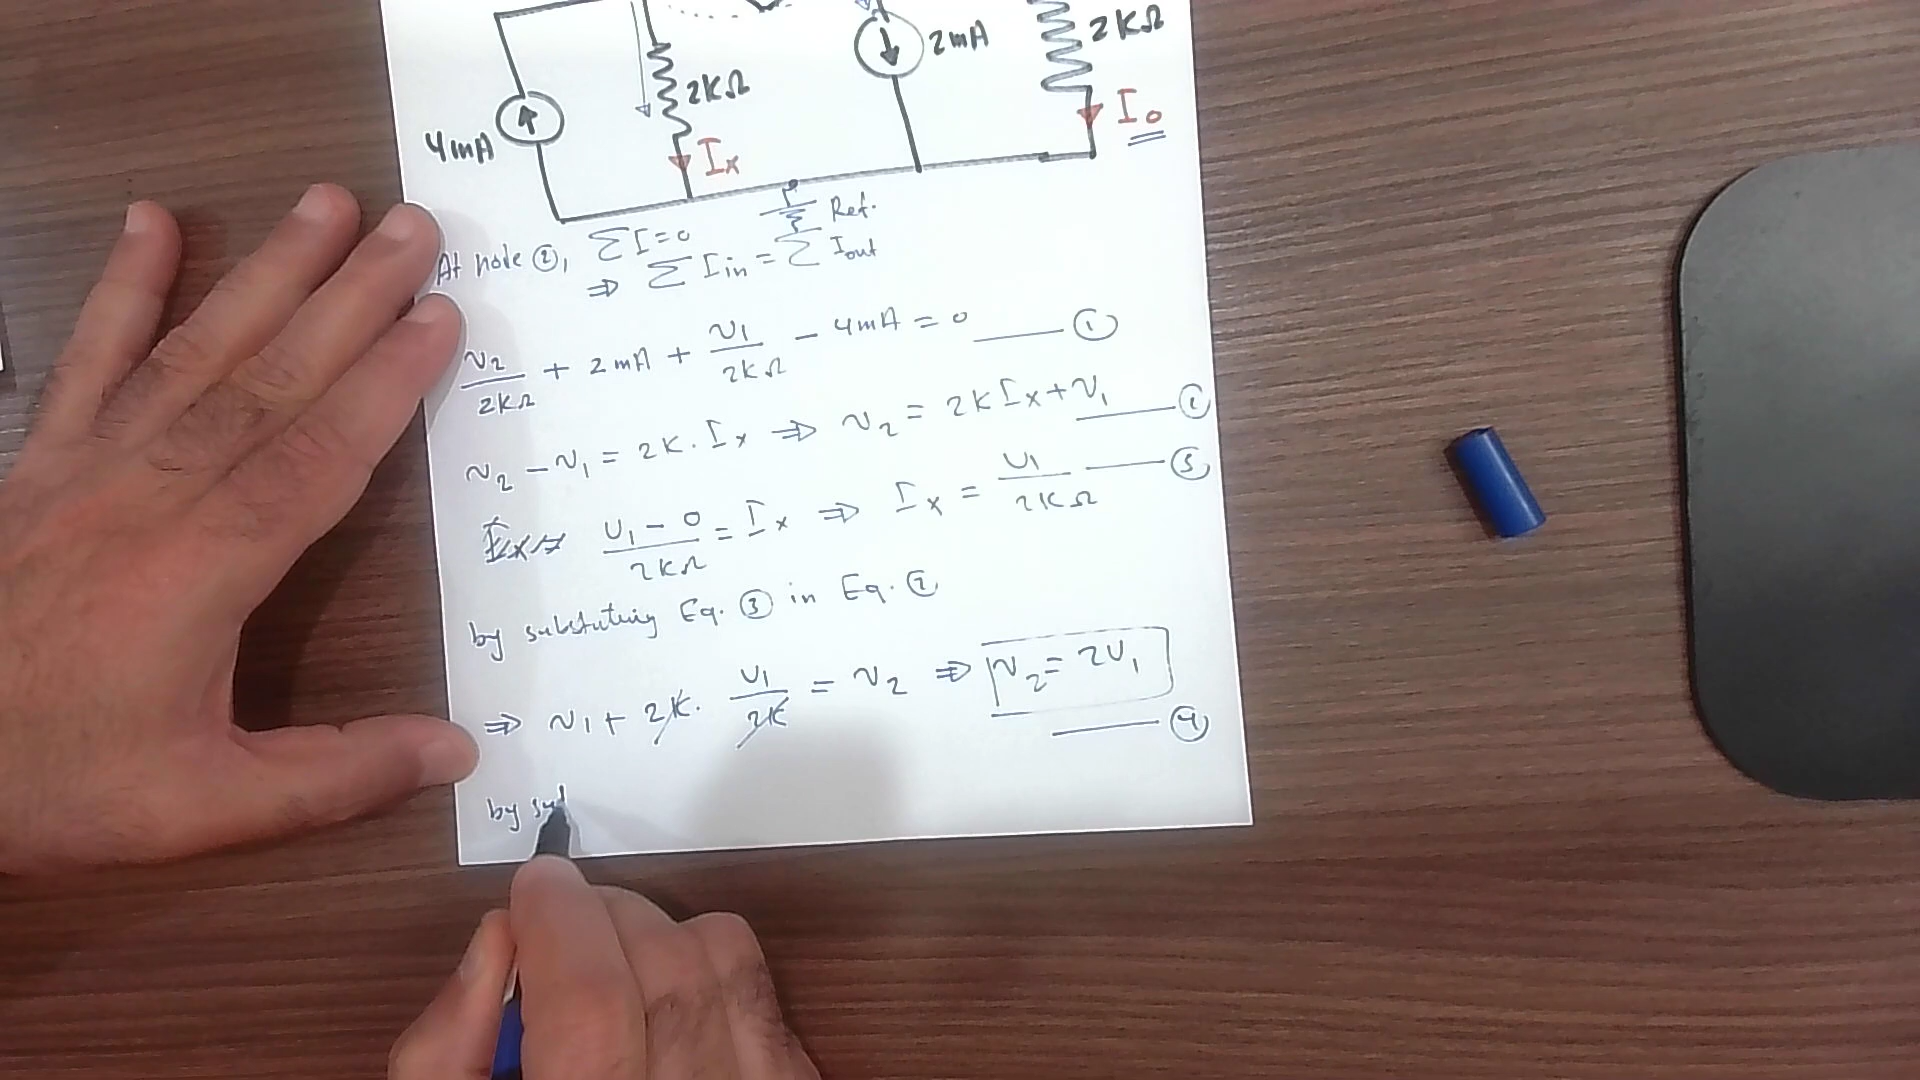 2mA
2KΩ
2KΩ
4mA
Ix
Io
Ref.
At node ②, ΣI=0
⇒ ΣIin = ΣIout
v2/2KΩ + 2mA + v1/2KΩ - 4mA = 0 ——— ①
v2 - v1 = 2K. Ix ⇒ v2 = 2K Ix + v1 ——— ②
v1 - 0/2KΩ = Ix ⇒ Ix = v1/2KΩ ——— ③
by substuting Eq. ③ in Eq. ②
⇒ v1 + 2K. v1/2K = v2 ⇒ v2 = 2v1
——— ④
by sub